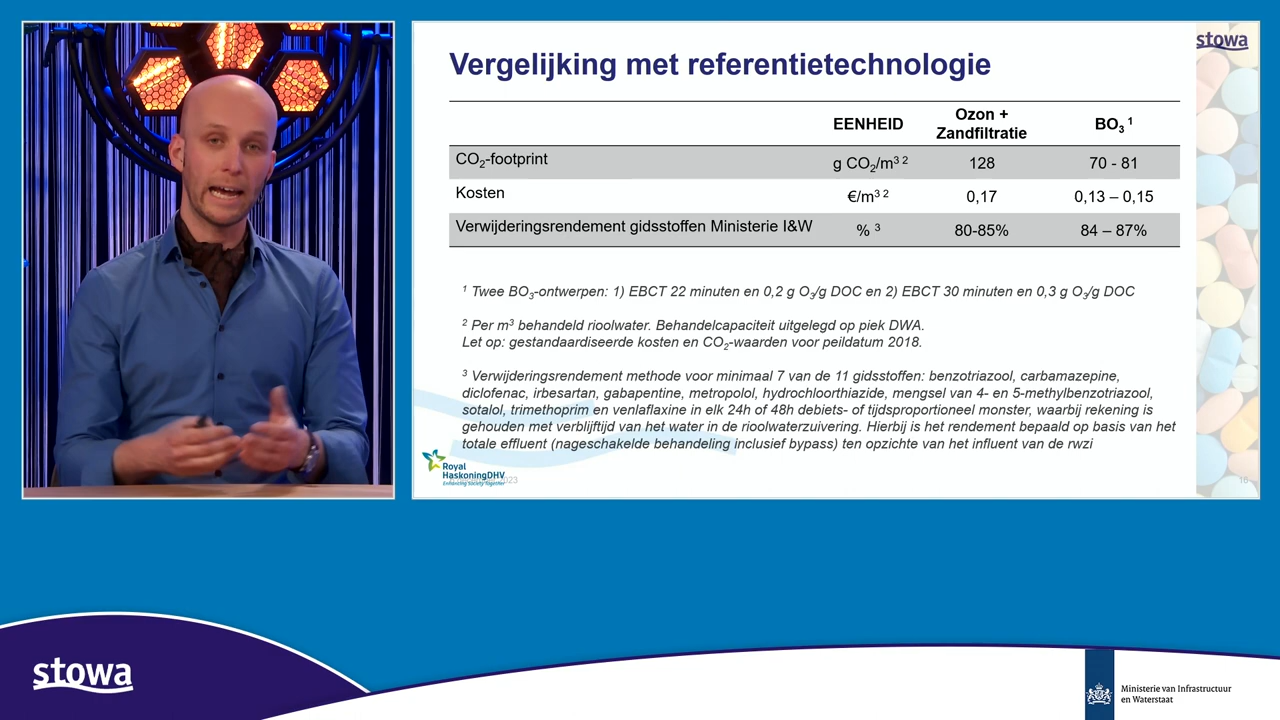 stowa
Vergelijking met referentietechnologie
EENHEID
Ozon +
Zandfiltratie
BO₃ ¹
CO₂-footprint
g CO₂/m³ ²
128
70 - 81
Kosten
€/m³ ²
0,17
0,13 – 0,15
Verwijderingsrendement gidsstoffen Ministerie I&W
% ³
80-85%
84 – 87%
¹ Twee BO₃-ontwerpen: 1) EBCT 22 minuten en 0,2 g O₃/g DOC en 2) EBCT 30 minuten en 0,3 g O₃/g DOC
² Per m³ behandeld rioolwater. Behandelcapaciteit uitgelegd op piek DWA.
Let op: gestandaardiseerde kosten en CO₂-waarden voor peildatum 2018.
³ Verwijderingsrendement methode voor minimaal 7 van de 11 gidsstoffen: benzotriazool, carbamazepine,
diclofenac, irbesartan, gabapentine, metropolol, hydrochloorthiazide, mengsel van 4- en 5-methylbenzotriazool,
sotalol, trimethoprim en venlaflaxine in elk 24h of 48h debiets- of tijdsproportioneel monster, waarbij rekening is
gehouden met verblijftijd van het water in de rioolwaterzuivering. Hierbij is het rendement bepaald op basis van het
totale effluent (nageschakelde behandeling inclusief bypass) ten opzichte van het influent van de rwzi
Royal
HaskoningDHV
Enhancing Society Together
16
stowa
Ministerie van Infrastructuur
en Waterstaat